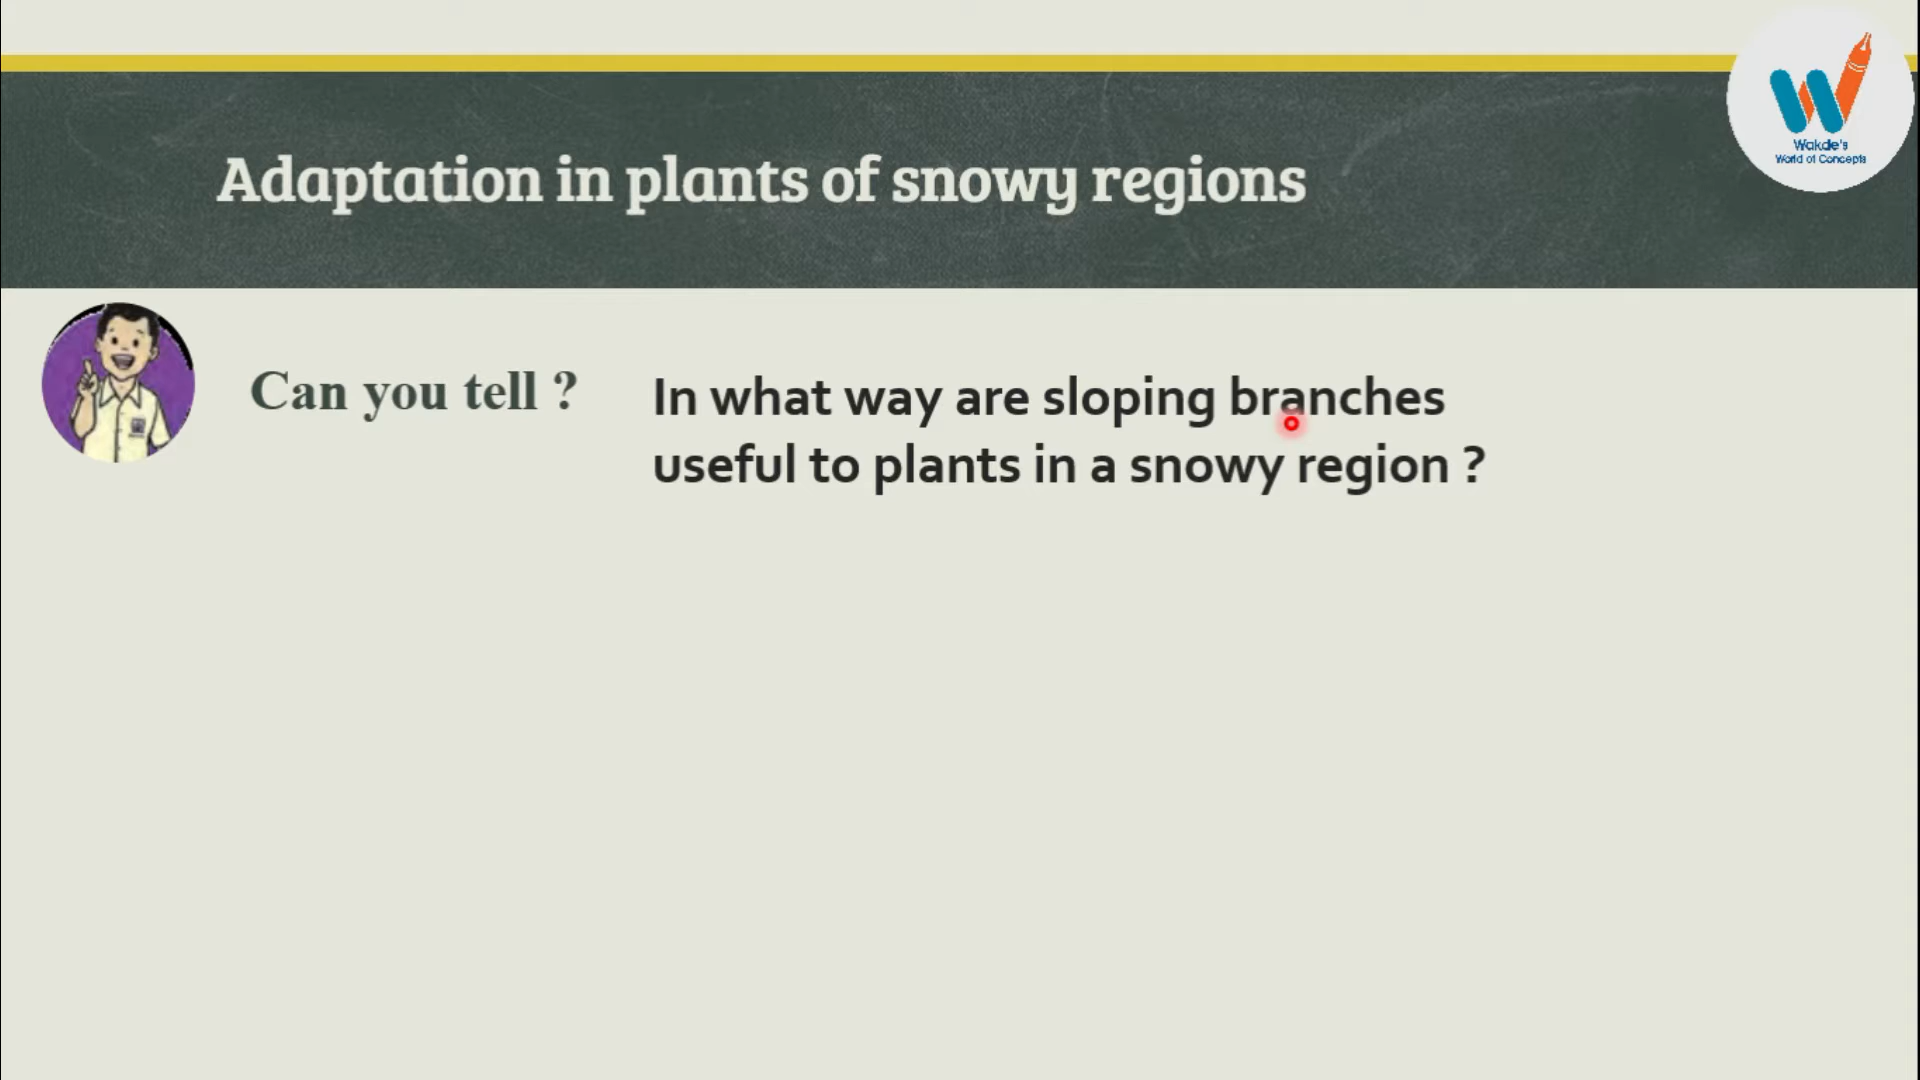 Wakde's
World of Concepts
Adaptation in plants of snowy regions
Can you tell ?
In what way are sloping branches
useful to plants in a snowy region ?